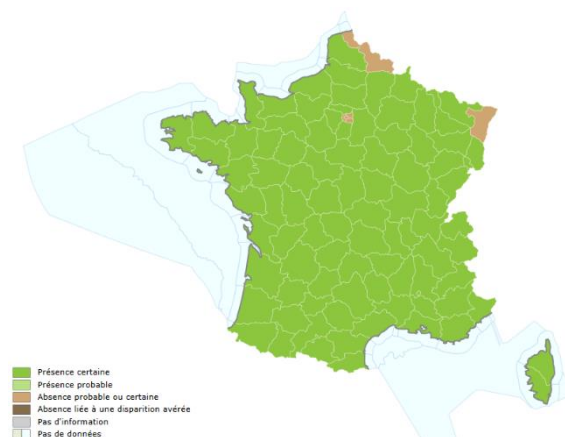 Présence certaine
Présence probable
Absence probable ou certaine
Absence liée à une disparition avérée
Pas d'information
Pas de données